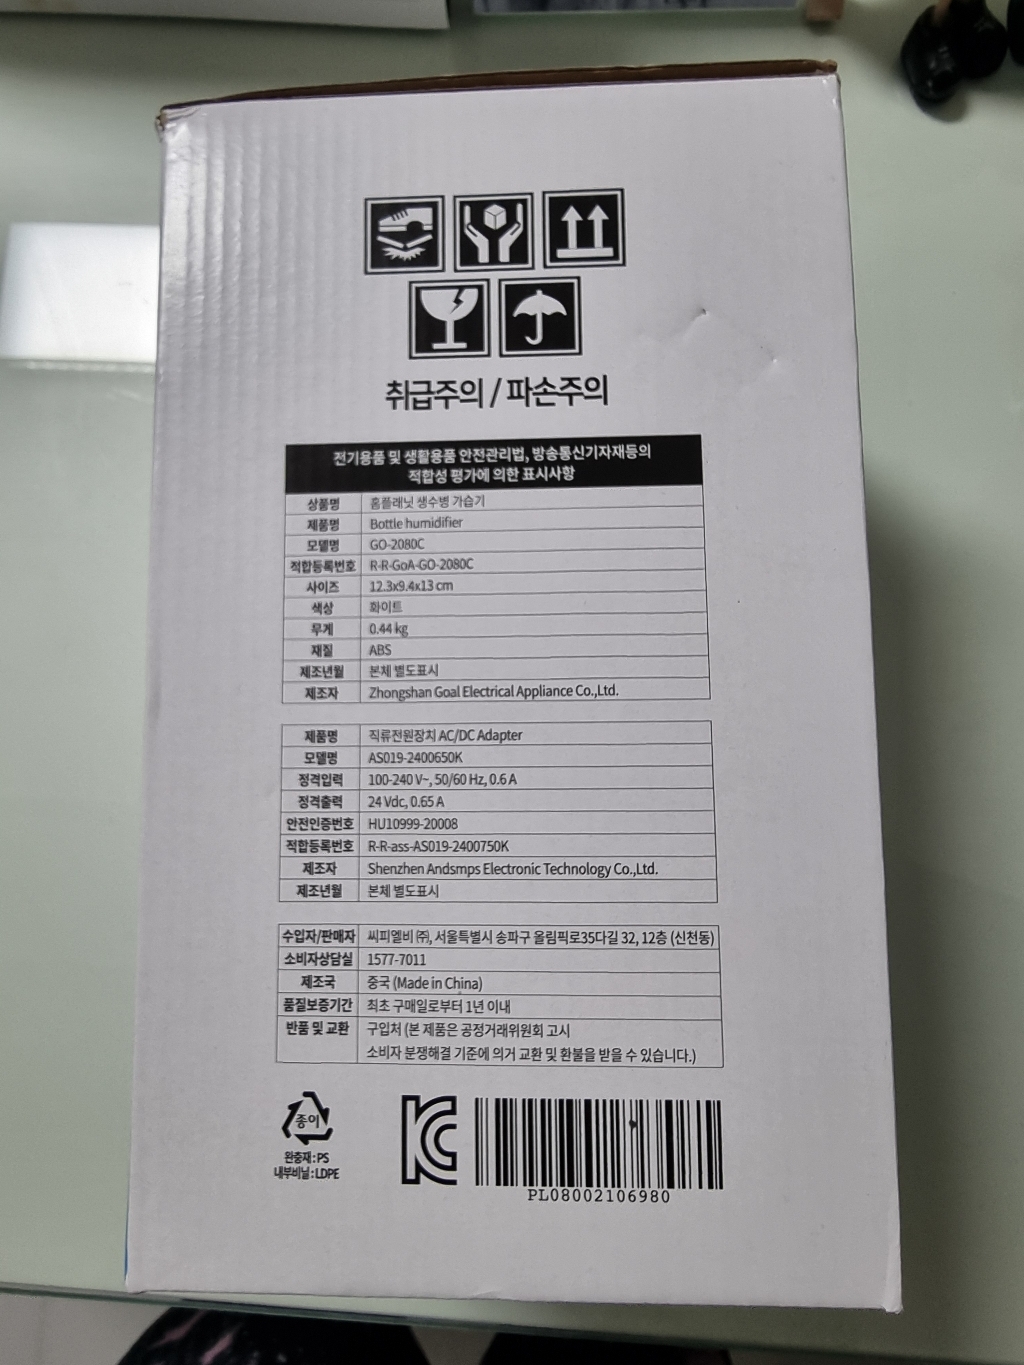 취급주의 / 파손주의
전기용품 및 생활용품 안전관리법, 방송통신기자재등의
적합성 평가에 의한 표시사항
상품명 홈플래닛 생수병 가습기
제품명 Bottle humidifier
모델명 GO-2080C
적합등록번호 R-R-GoA-GO-2080C
사이즈 12.3x9.4x13 cm
색상 화이트
무게 0.44 kg
재질 ABS
제조년월 본체 별도표시
제조자 Zhongshan Goal Electrical Appliance Co.,Ltd.
제품명 직류전원장치 AC/DC Adapter
모델명 AS019-2400650K
정격입력 100-240 V~, 50/60 Hz, 0.6 A
정격출력 24 Vdc, 0.65 A
안전인증번호 HU10999-20008
적합등록번호 R-R-ass-AS019-2400750K
제조자 Shenzhen Andsmps Electronic Technology Co.,Ltd.
제조년월 본체 별도표시
수입자/판매자 씨피엘비 ㈜, 서울특별시 송파구 올림픽로35다길 32, 12층 (신천동)
소비자상담실 1577-7011
제조국 중국 (Made in China)
품질보증기간 최초 구매일로부터 1년 이내
반품 및 교환 구입처 (본 제품은 공정거래위원회 고시
소비자 분쟁해결 기준에 의거 교환 및 환불을 받을 수 있습니다.)
종이
완충재 : PS
내부비닐 : LDPE
KC
PL08002106980